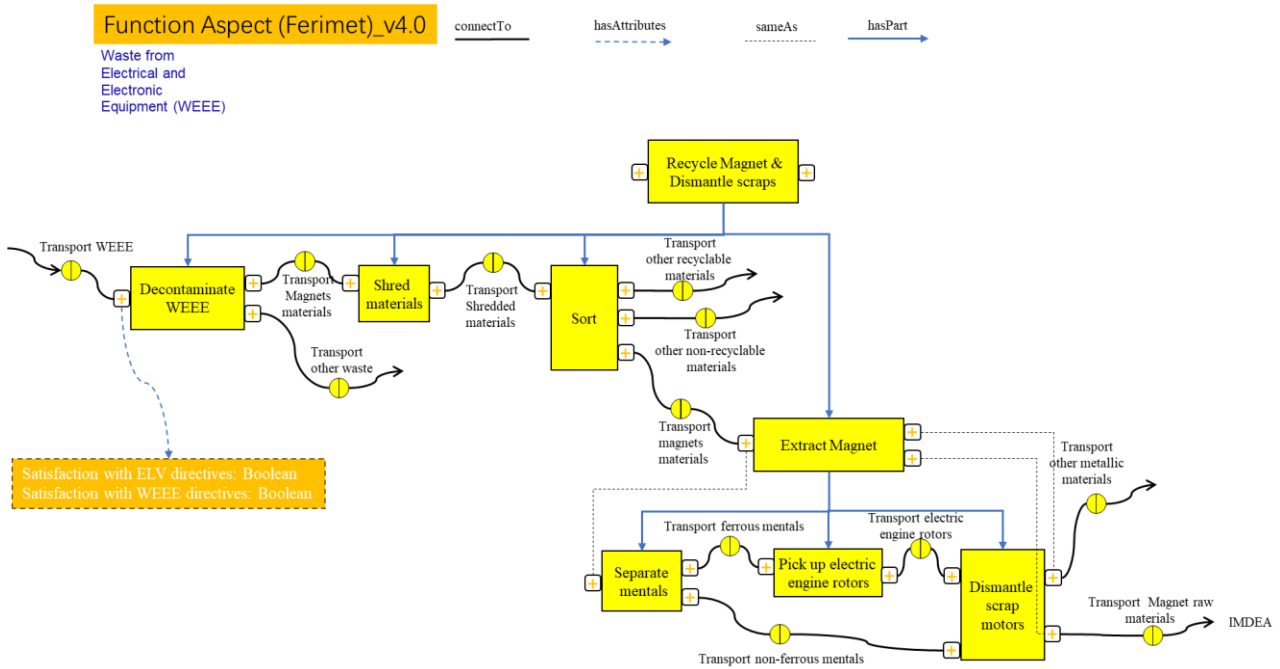 Function Aspect (Ferimet)_v4.0
connectTo
hasAttributes
sameAs
hasPart
Waste from
Electrical and
Electronic
Equipment (WEEE)
Recycle Magnet &
Dismantle scraps
Transport WEEE
Decontaminate
WEEE
Transport
Magnets
materials
Shred
materials
Transport
Shredded
materials
Sort
Transport
other recyclable
materials
Transport
other non-recyclable
materials
Transport
other waste
Transport
magnets
materials
Extract Magnet
Transport
other metallic
materials
Satisfaction with ELV directives: Boolean
Satisfaction with WEEE directives: Boolean
Transport ferrous mentals
Transport electric
engine rotors
Separate
mentals
Pick up electric
engine rotors
Dismantle
scrap
motors
Transport Magnet raw
materials
IMDEA
Transport non-ferrous mentals